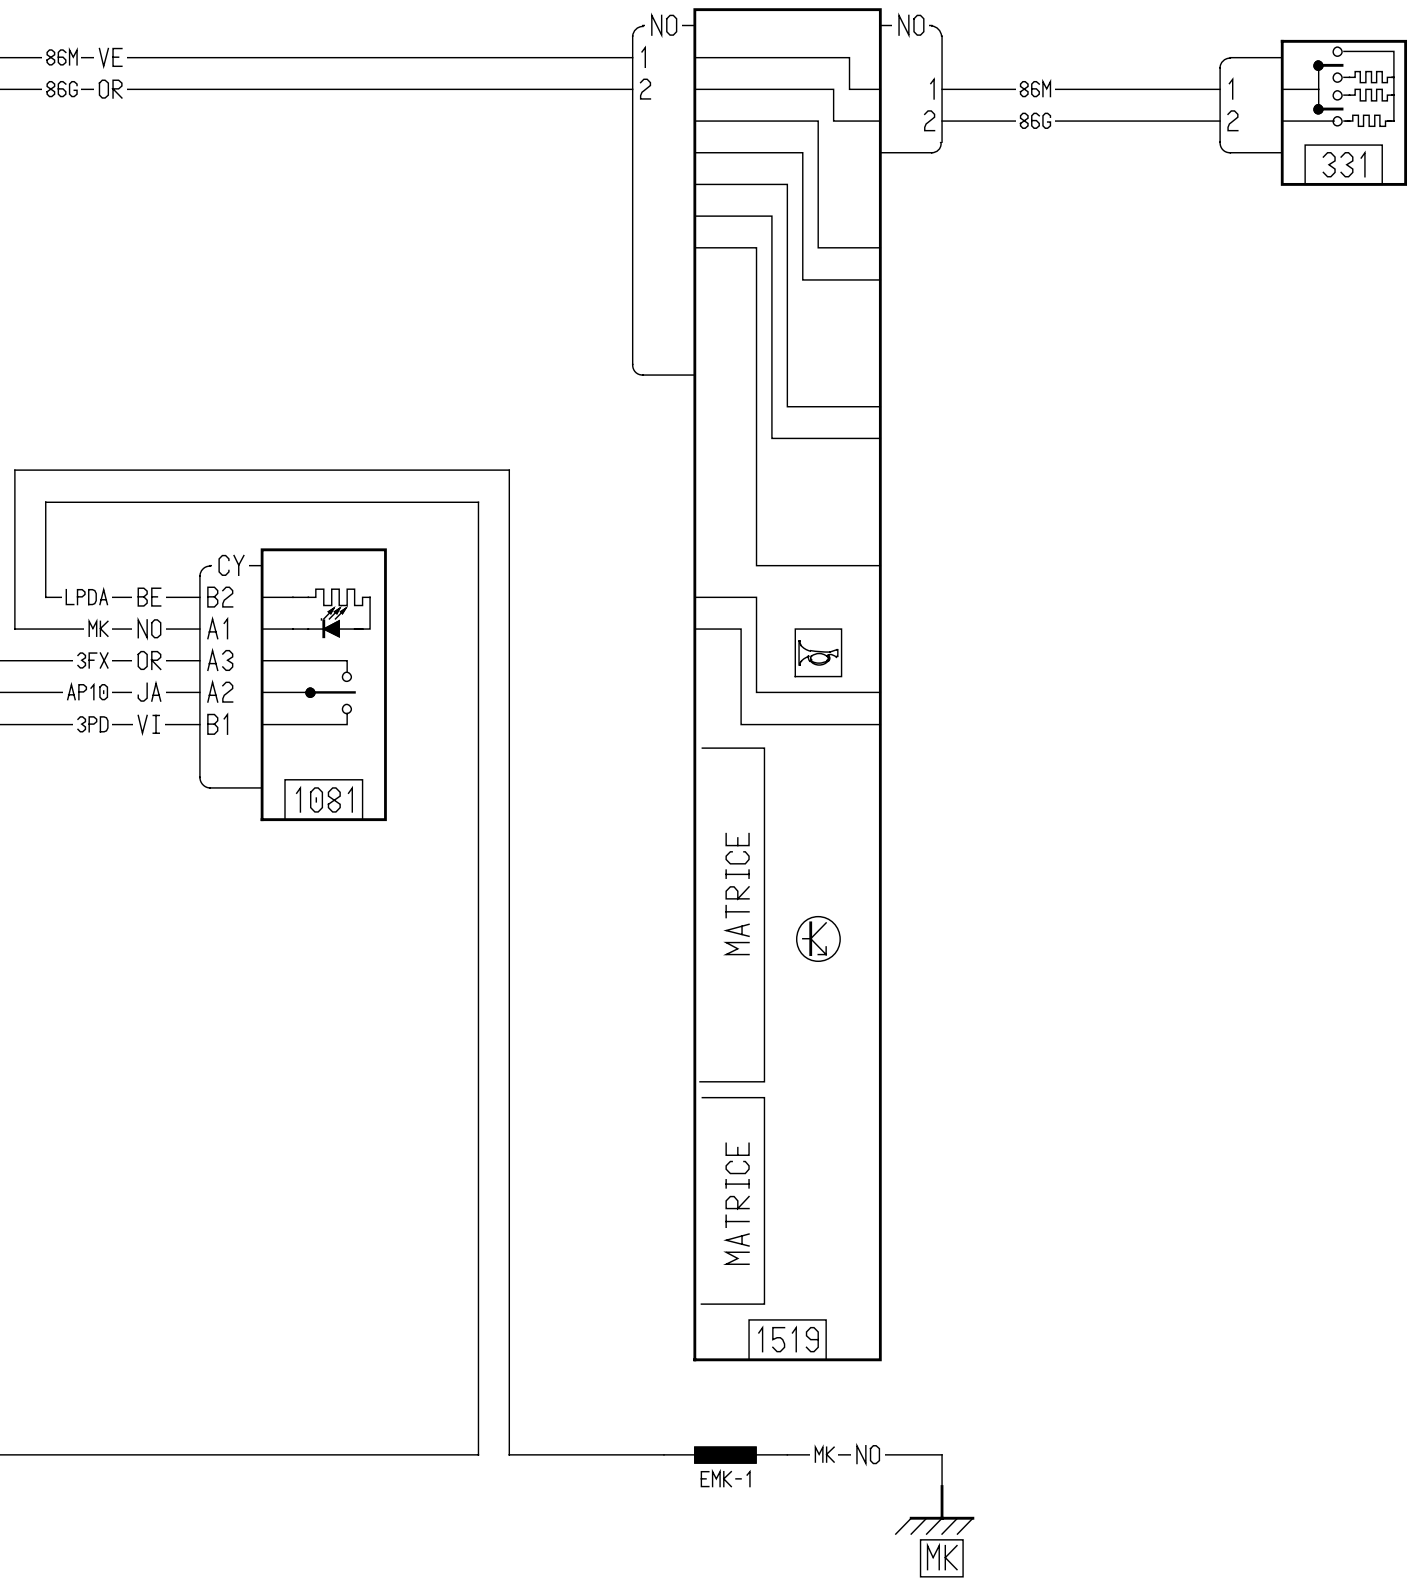 NO NO
86M VE 1
86G OR 2 1 86M 1
2 86G 2
331
CY
LPDA BE B2
MK NO A1
3FX OR A3
AP10 JA A2
3PD VI B1
1081
MATRICE
MATRICE
1519
MK NO
EMK-1
MK